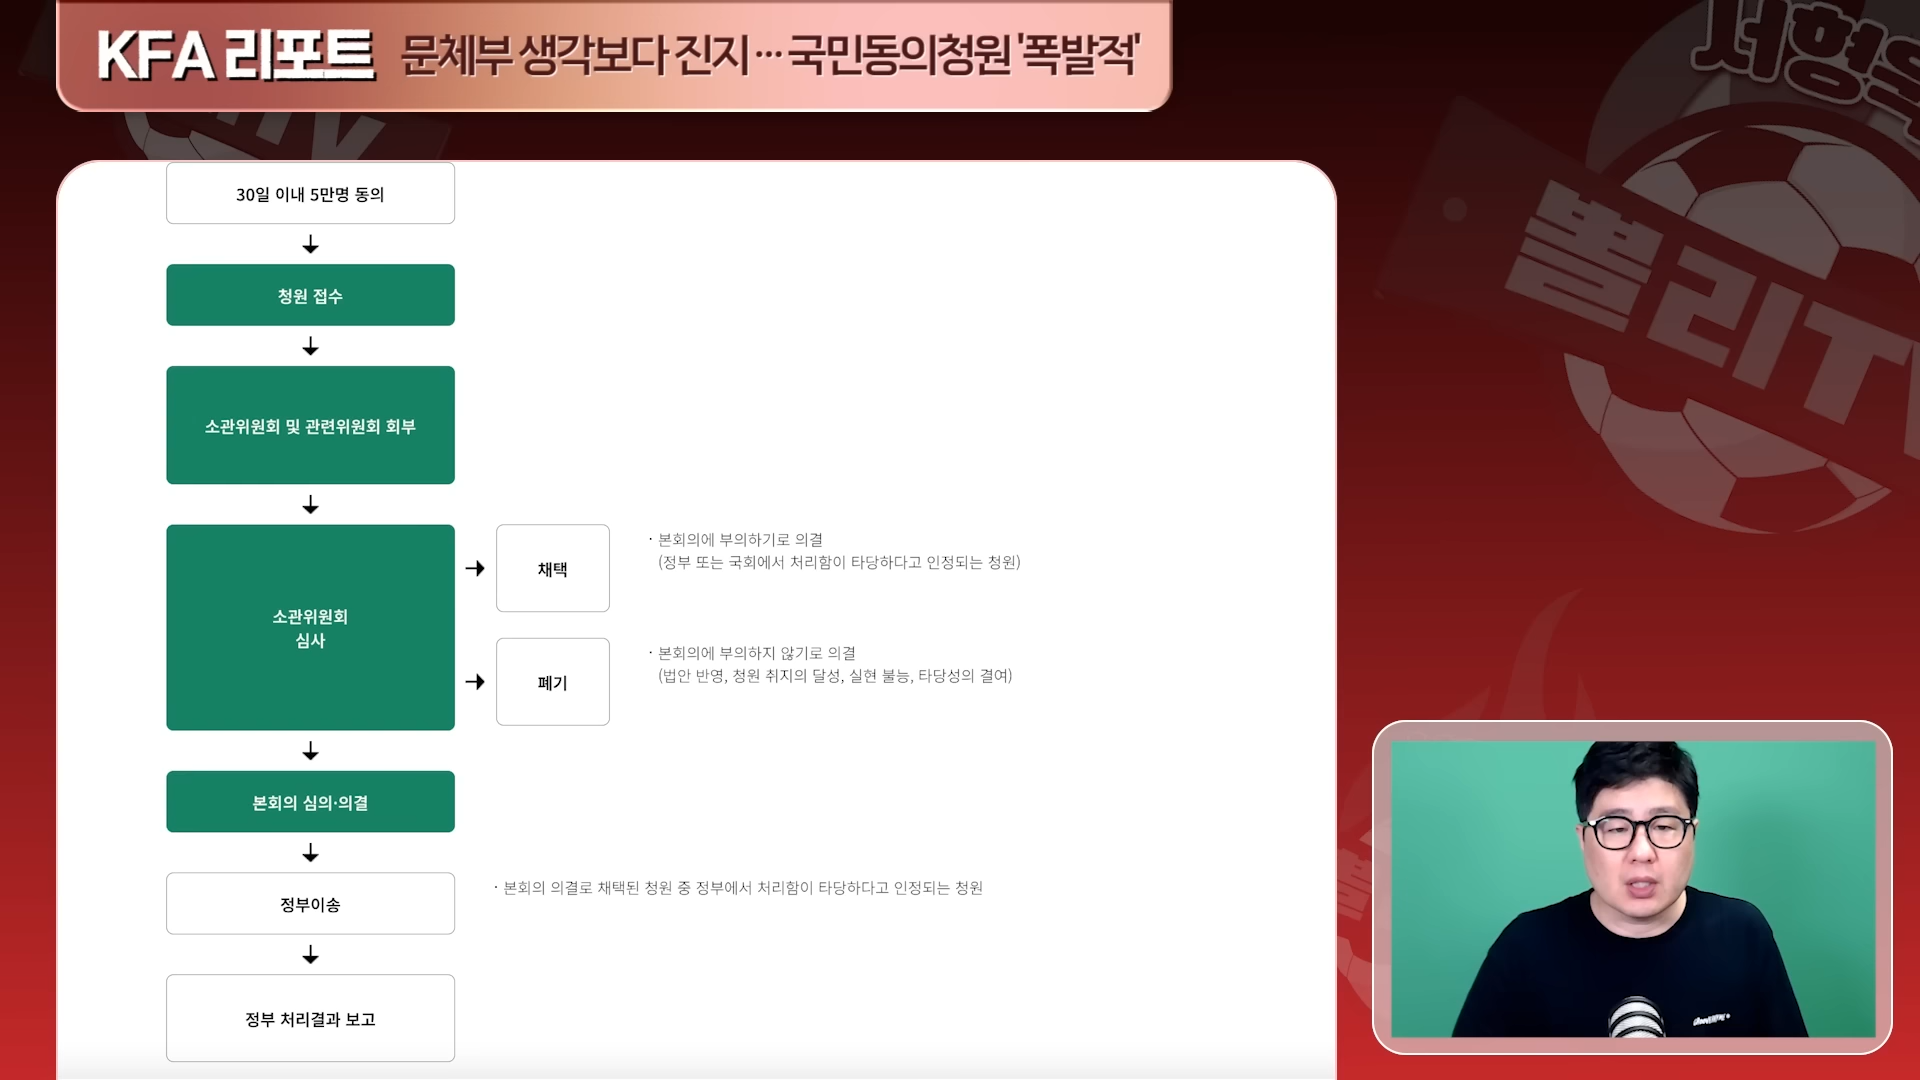 KFA 리포트 문체부 생각보다 진지… 국민동의청원 '폭발적'
서형욱
뽈리TV
30일 이내 5만명 동의
청원 접수
소관위원회 및 관련위원회 회부
소관위원회
심사
채택
· 본회의에 부의하기로 의결
(정부 또는 국회에서 처리함이 타당하다고 인정되는 청원)
폐기
· 본회의에 부의하지 않기로 의결
(법안 반영, 청원 취지의 달성, 실현 불능, 타당성의 결여)
본회의 심의·의결
정부이송
· 본회의 의결로 채택된 청원 중 정부에서 처리함이 타당하다고 인정되는 청원
정부 처리결과 보고